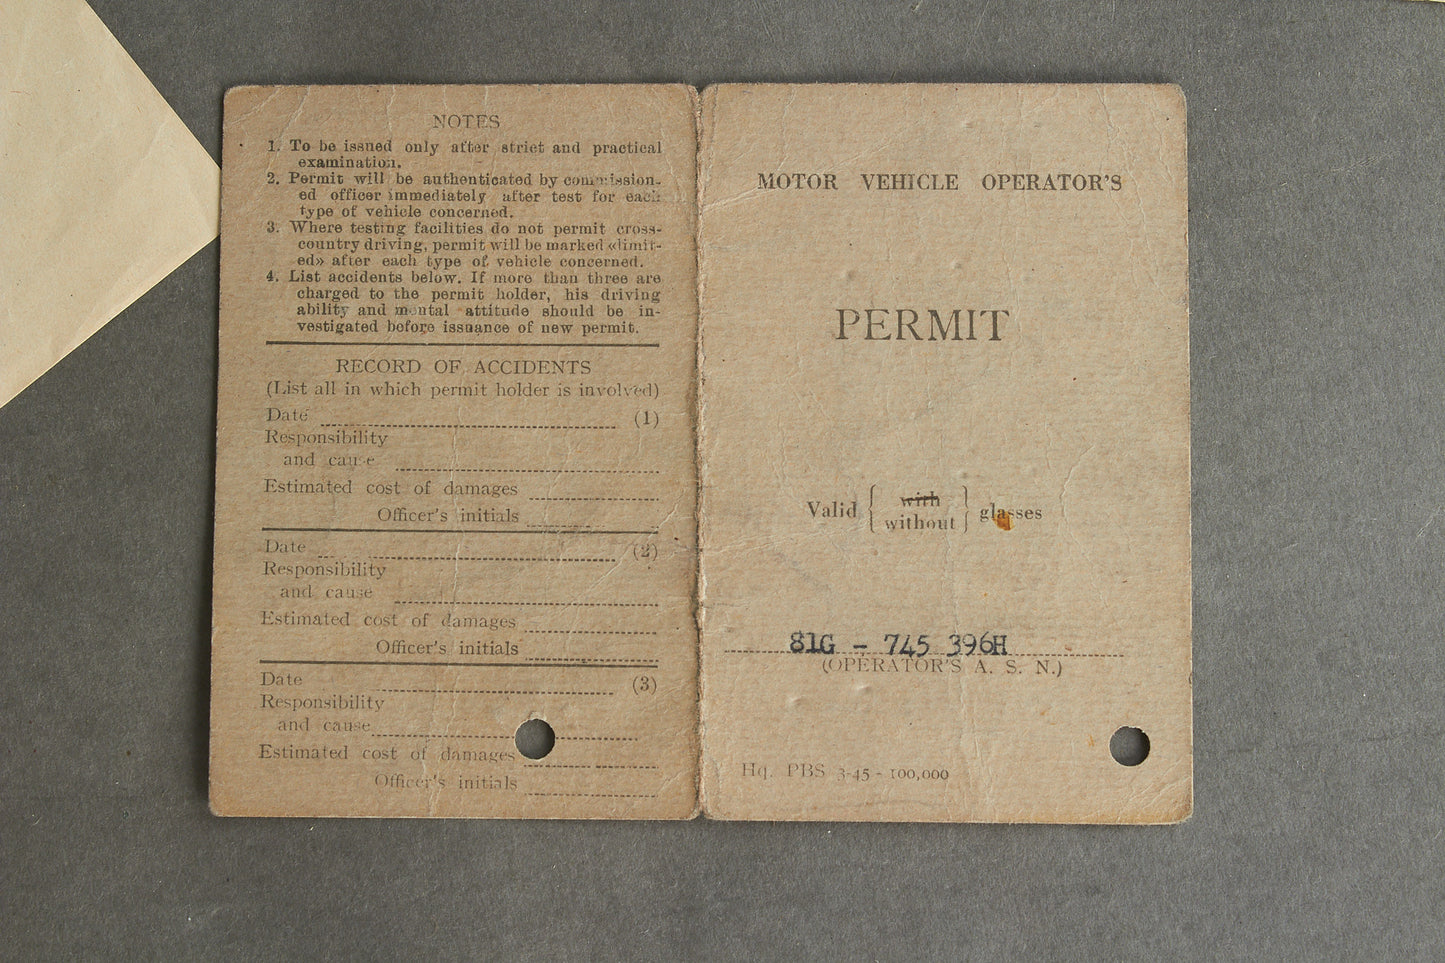 NOTES
1. To be issued only after strict and practical
examination.
2. Permit will be authenticated by commission-
ed officer immediately after test for each
type of vehicle concerned.
3. Where testing facilities do not permit cross-
country driving, permit will be marked «limit-
ed» after each type of vehicle concerned.
4. List accidents below. If more than three are
charged to the permit holder, his driving
ability and mental attitude should be in-
vestigated before issuance of new permit.
RECORD OF ACCIDENTS
(List all in which permit holder is involved)
Date (1)
Responsibility
and cause
Estimated cost of damages
Officer's initials
Date (2)
Responsibility
and cause
Estimated cost of damages
Officer's initials
Date (3)
Responsibility
and cause
Estimated cost of damages
Officer's initials
MOTOR VEHICLE OPERATOR'S
PERMIT
Valid { with
without } glasses
81G - 745 396H
(OPERATOR'S A. S. N.)
Hq. PBS 3-45 - 100,000